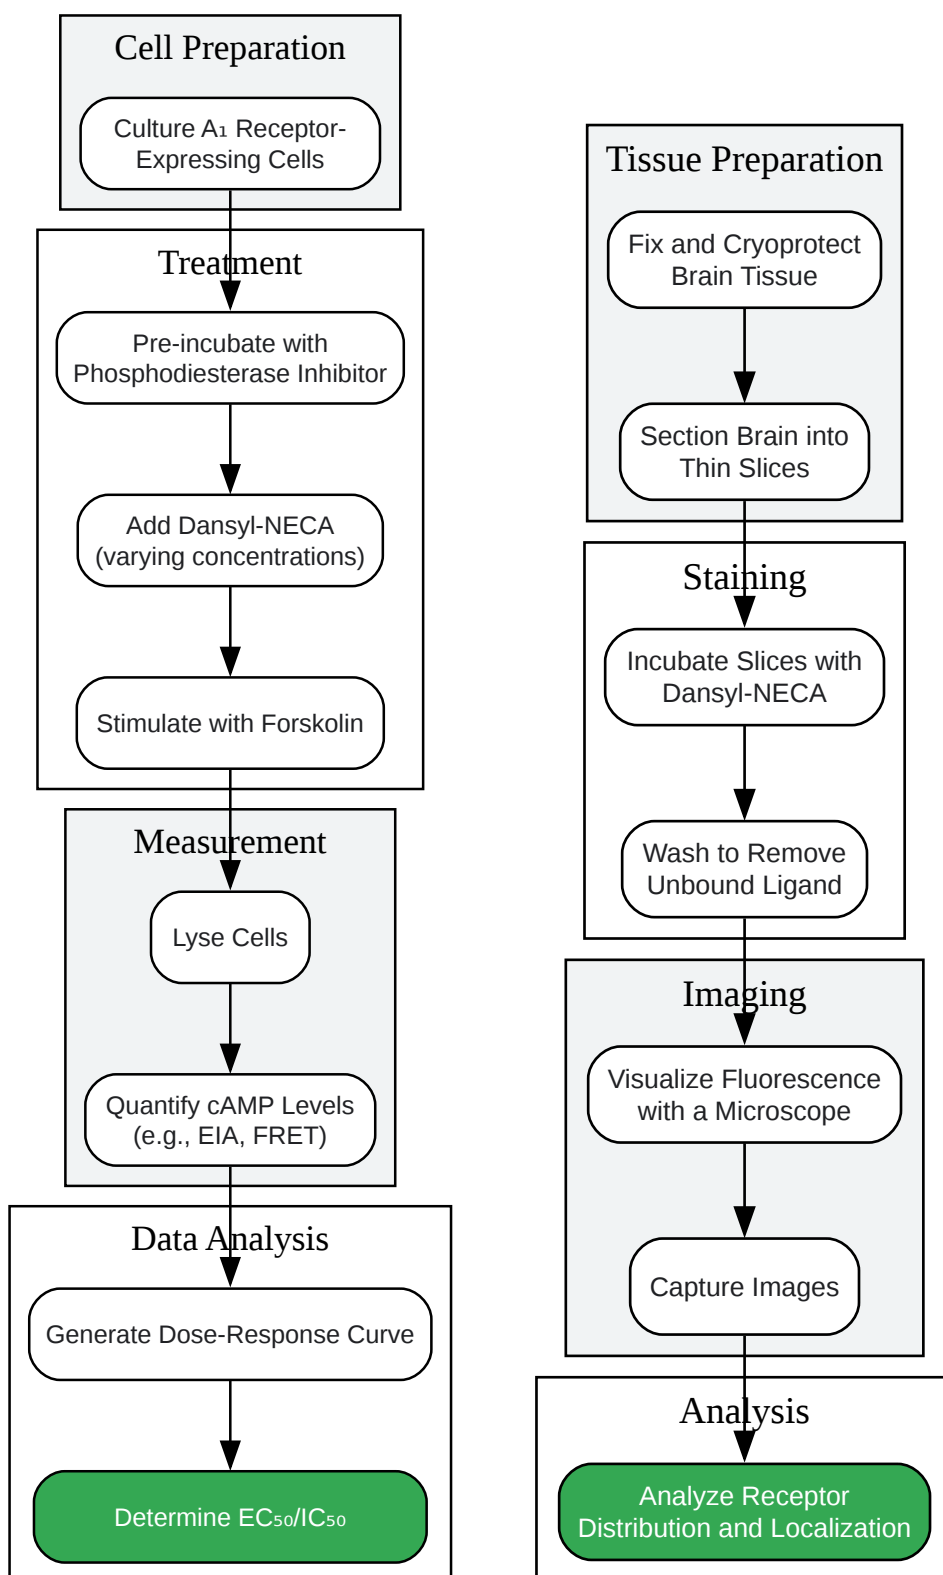 Cell Preparation
Culture A₁ Receptor-
Expressing Cells
Treatment
Pre-incubate with
Phosphodiesterase Inhibitor
Add Dansyl-NECA
(varying concentrations)
Stimulate with Forskolin
Measurement
Lyse Cells
Quantify cAMP Levels
(e.g., EIA, FRET)
Data Analysis
Generate Dose-Response Curve
Determine EC₅₀/IC₅₀
Tissue Preparation
Fix and Cryoprotect
Brain Tissue
Section Brain into
Thin Slices
Staining
Incubate Slices with
Dansyl-NECA
Wash to Remove
Unbound Ligand
Imaging
Visualize Fluorescence
with a Microscope
Capture Images
Analysis
Analyze Receptor
Distribution and Localization